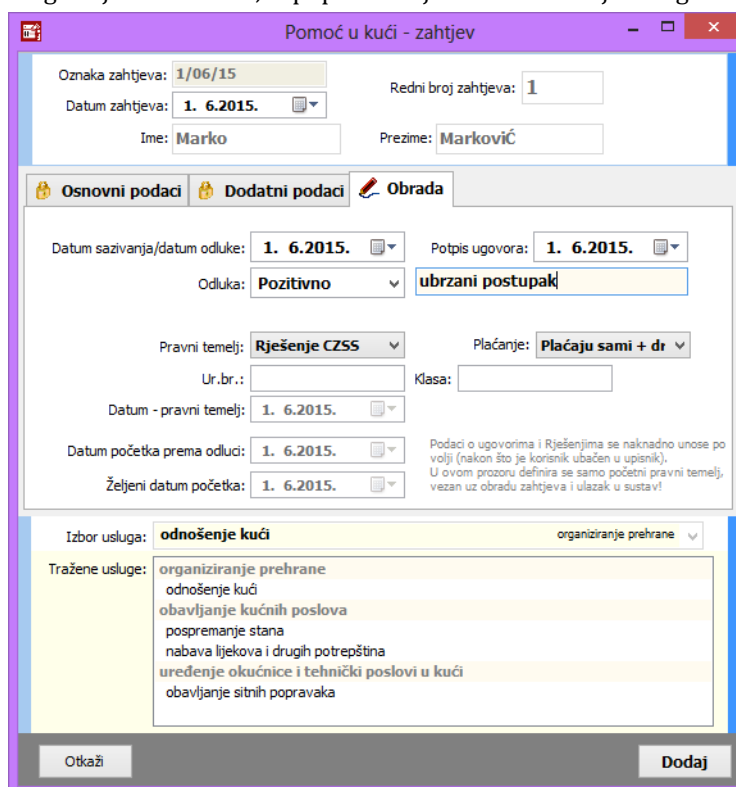 Pomoć u kući - zahtjev
Oznaka zahtjeva: 1/06/15
Redni broj zahtjeva: 1
Datum zahtjeva: 1. 6.2015.
Ime: Marko Prezime: MarkoviĆ
Osnovni podaci Dodatni podaci Obrada
Datum sazivanja/datum odluke: 1. 6.2015. Potpis ugovora: 1. 6.2015.
Odluka: Pozitivno ubrzani postupak
Pravni temelj: Rješenje CZSS Plaćanje: Plaćaju sami + dr
Ur.br.: Klasa:
Datum - pravni temelj: 1. 6.2015.
Datum početka prema odluci: 1. 6.2015.
Željeni datum početka: 1. 6.2015.
Podaci o ugovorima i Rješenjima se naknadno unose po
volji (nakon što je korisnik ubačen u upisnik).
U ovom prozoru definira se samo početni pravni temelj,
vezan uz obradu zahtjeva i ulazak u sustav!
Izbor usluga: odnošenje kući organiziranje prehrane
Tražene usluge: organiziranje prehrane
odnošenje kući
obavljanje kućnih poslova
pospremanje stana
nabava lijekova i drugih potrepština
uređenje okućnice i tehnički poslovi u kući
obavljanje sitnih popravaka
Otkaži Dodaj